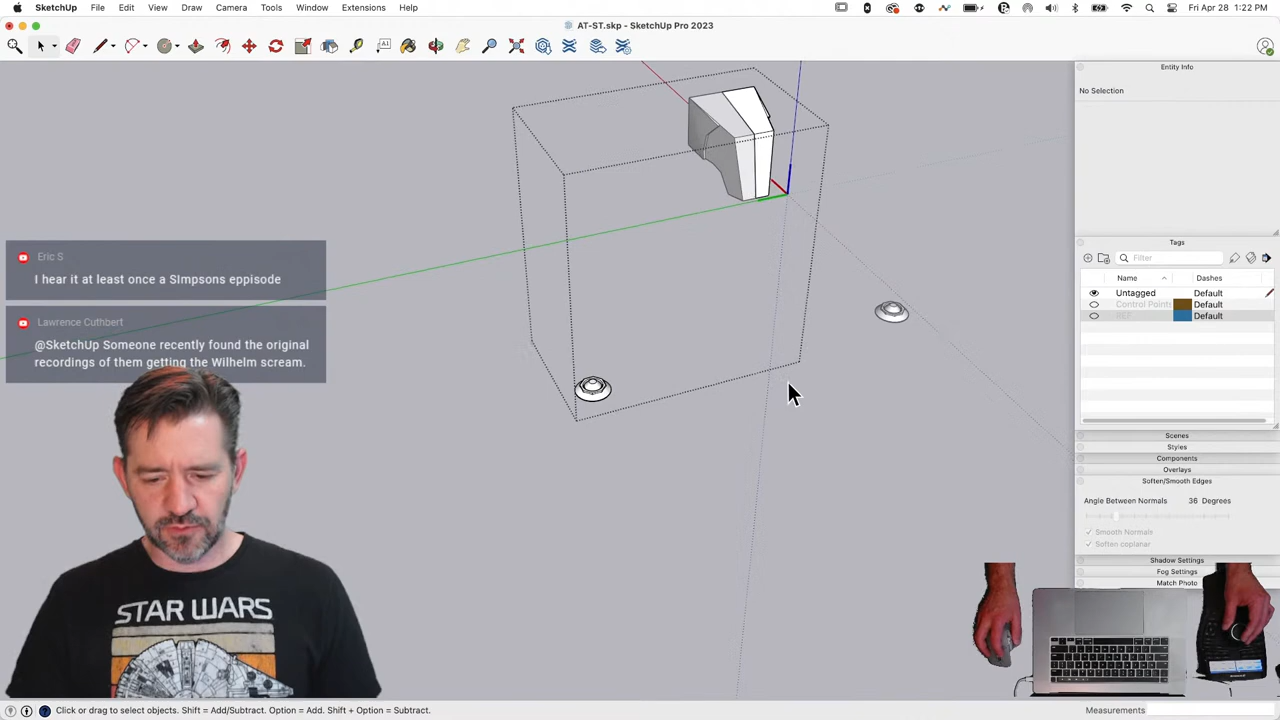 SketchUp File Edit View Draw Camera Tools Window Extensions Help
Fri Apr 28 1:22 PM
AT-ST.skp - SketchUp Pro 2023
Entity Info
No Selection
Eric S
I hear it at least once a SImpsons eppisode
Lawrence Cuthbert
@SketchUp Someone recently found the original
recordings of them getting the Wilhelm scream.
Tags
Filter
Name Dashes
Untagged Default
Control Points Default
REF Default
Scenes
Styles
Components
Overlays
Soften/Smooth Edges
Angle Between Normals 36 Degrees
Smooth Normals
Soften coplanar
Shadow Settings
Fog Settings
Match Photo
STAR WARS
Click or drag to select objects. Shift = Add/Subtract. Option = Add. Shift + Option = Subtract.
Measurements